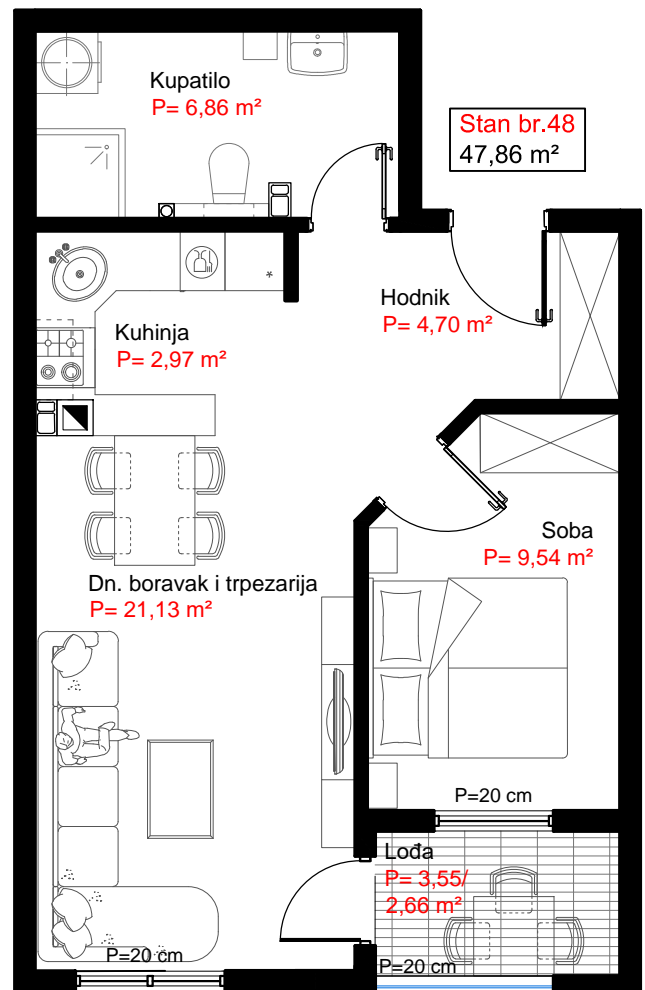 Kupatilo
P= 6,86 m²
Stan br.48
47,86 m²
Hodnik
P= 4,70 m²
Kuhinja
P= 2,97 m²
Soba
P= 9,54 m²
Dn. boravak i trpezarija
P= 21,13 m²
P=20 cm
Lođa
P= 3,55/
2,66 m²
P=20 cm
P=20 cm